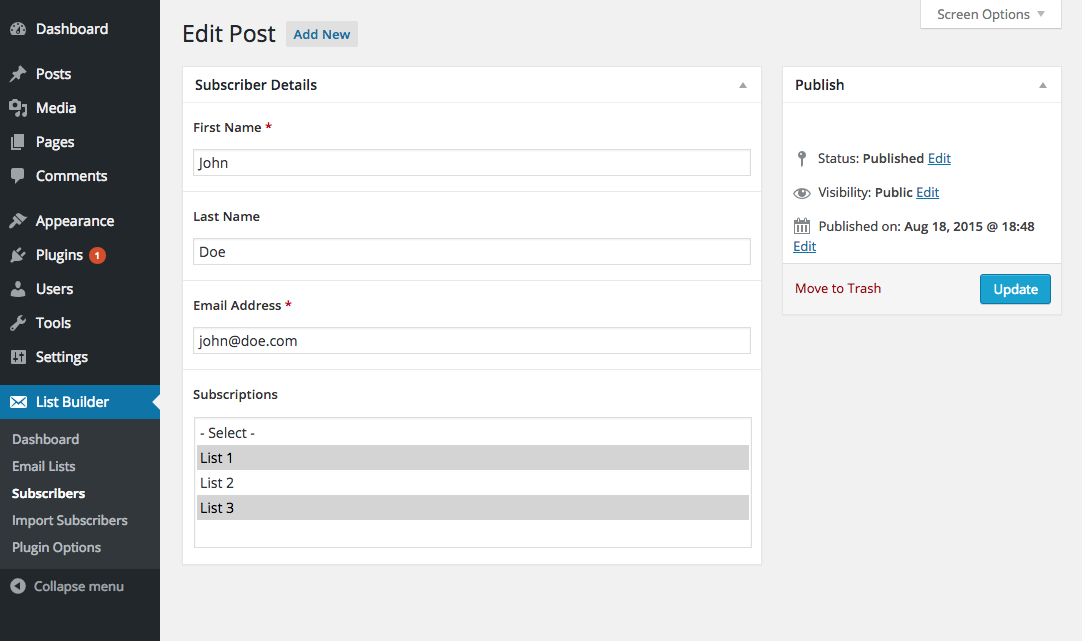 Dashboard
Posts
Media
Pages
Comments
Appearance
Plugins 1
Users
Tools
Settings
List Builder
Dashboard
Email Lists
Subscribers
Import Subscribers
Plugin Options
Collapse menu
Screen Options
Edit Post Add New
Subscriber Details
First Name *
John
Last Name
Doe
Email Address *
john@doe.com
Subscriptions
- Select -
List 1
List 2
List 3
Publish
Status: Published Edit
Visibility: Public Edit
Published on: Aug 18, 2015 @ 18:48
Edit
Move to Trash Update